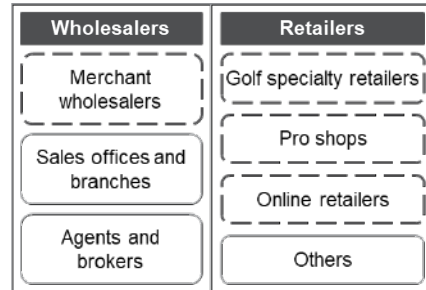 Wholesalers
Merchant
wholesalers
Sales offices and
branches
Agents and
brokers
Retailers
Golf specialty retailers
Pro shops
Online retailers
Others